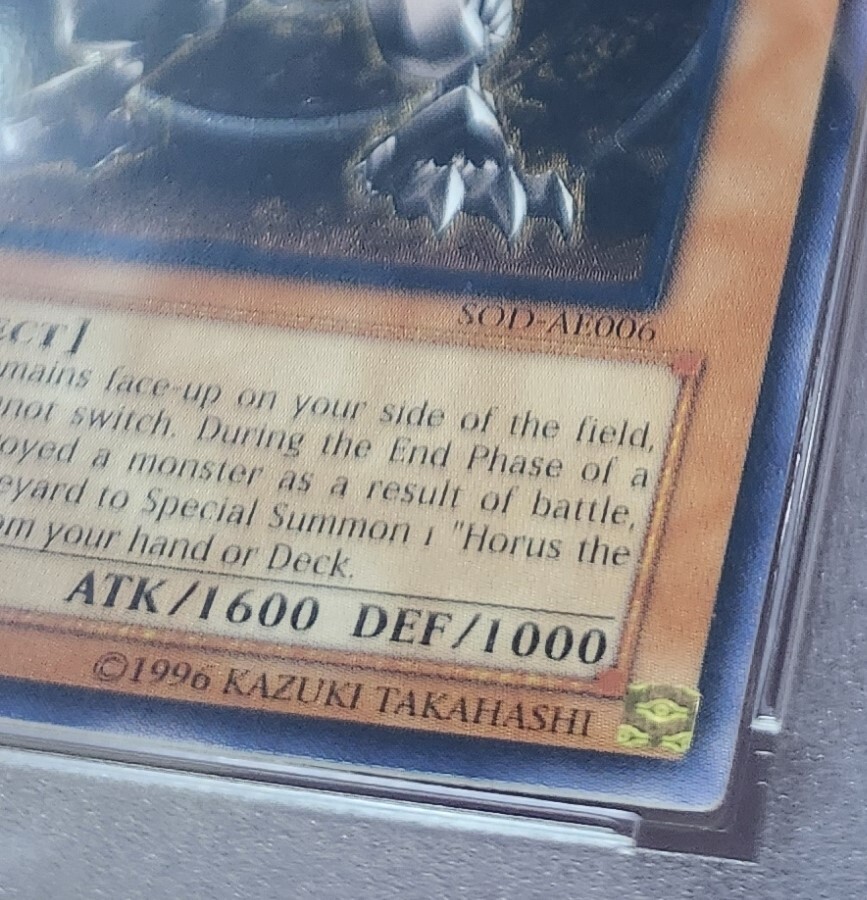 SOD-AE006
ECT]
mains face-up on your side of the field,
not switch. During the End Phase of a
oyed a monster as a result of battle,
eyard to Special Summon 1 "Horus the
om your hand or Deck.
ATK/1600 DEF/1000
©1996 KAZUKI TAKAHASHI